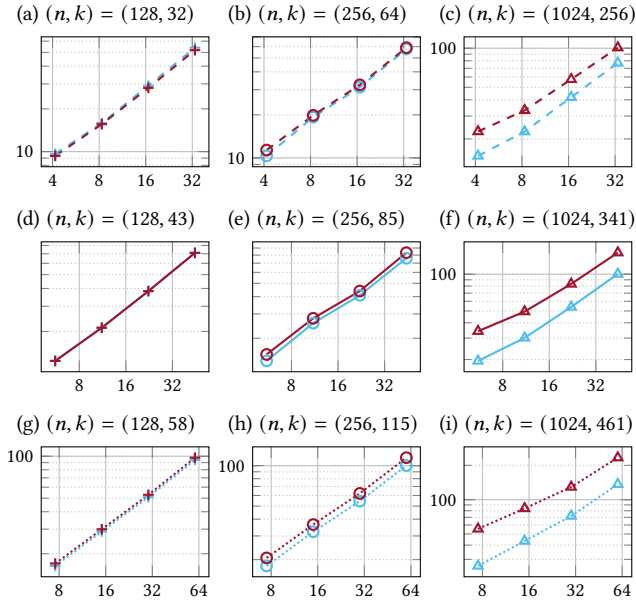 (a) (n, k) = (128, 32) (b) (n, k) = (256, 64) (c) (n, k) = (1024, 256)
10 10 100
4 8 16 32 4 8 16 32 4 8 16 32
(d) (n, k) = (128, 43) (e) (n, k) = (256, 85) (f) (n, k) = (1024, 341)
100
8 16 32 8 16 32 8 16 32
(g) (n, k) = (128, 58) (h) (n, k) = (256, 115) (i) (n, k) = (1024, 461)
100 100 100
8 16 32 64 8 16 32 64 8 16 32 64